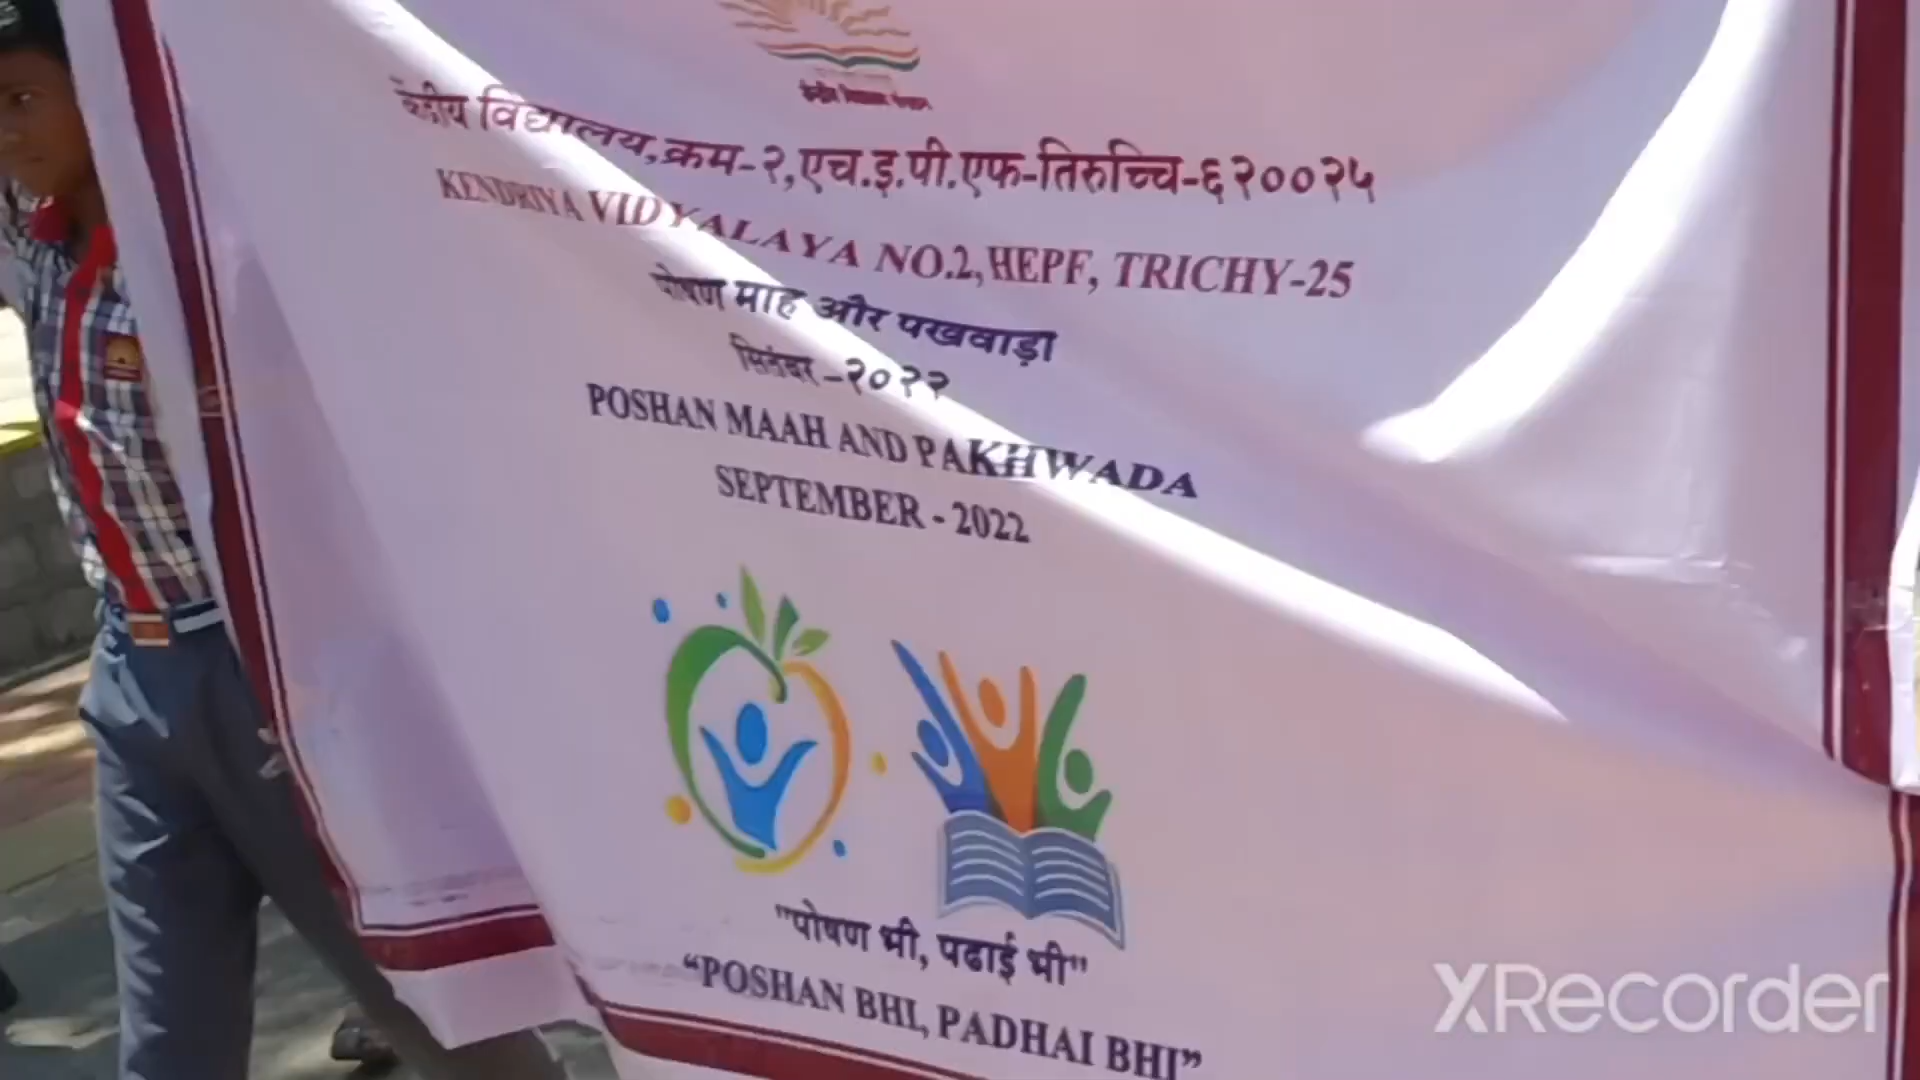 केन्द्रीय विद्यालय,क्रम-२,एच.इ.पी.एफ-तिरुच्चि-६२००२५
KENDRIYA VIDYALAYA NO.2, HEPF, TRICHY-25
पोषण माह और पखवाड़ा
सितंबर -२०२२
POSHAN MAAH AND PAKHWADA
SEPTEMBER - 2022
"पोषण भी, पढाई भी"
“POSHAN BHI, PADHAI BHI”
XRecorder